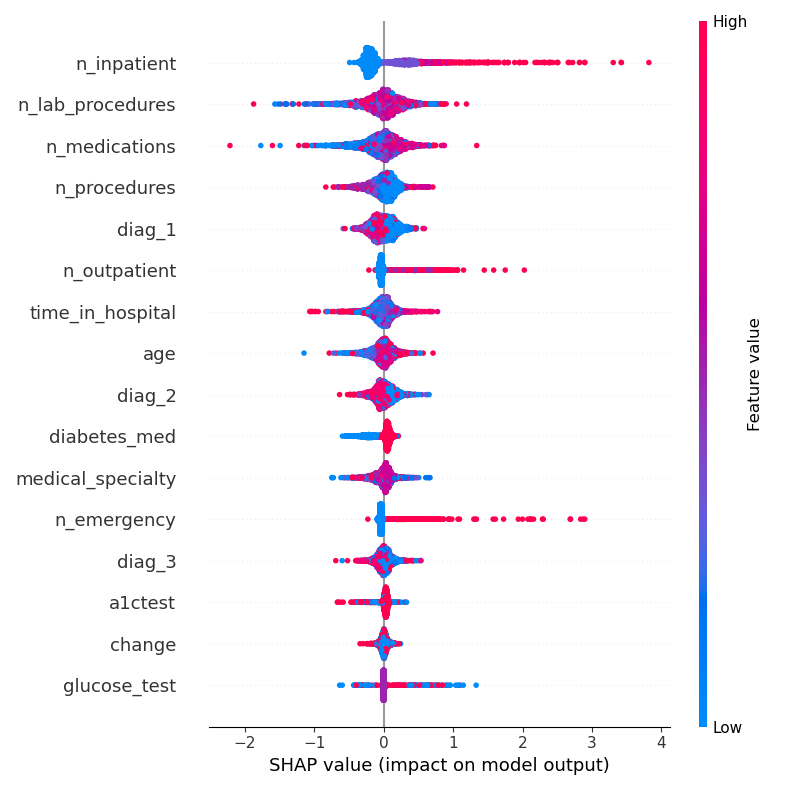 High
n_inpatient
n_lab_procedures
n_medications
n_procedures
diag_1
n_outpatient
time_in_hospital
age
diag_2
diabetes_med
medical_specialty
n_emergency
diag_3
a1ctest
change
glucose_test
Feature value
Low
−2 −1 0 1 2 3 4
SHAP value (impact on model output)